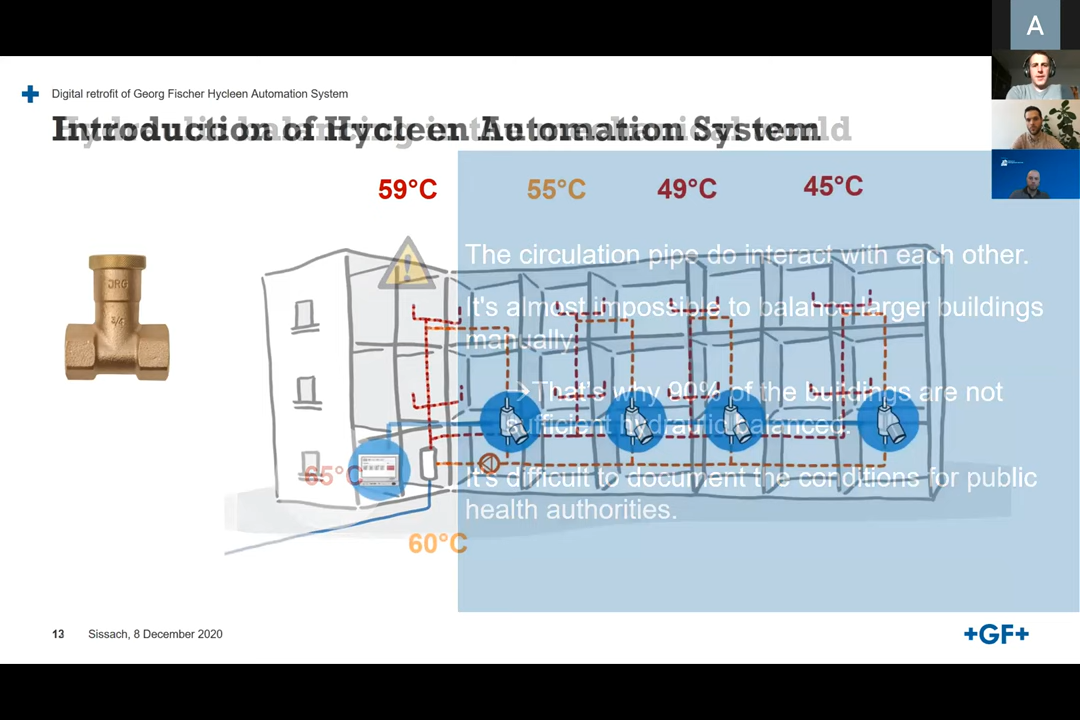 A
Digital retrofit of Georg Fischer Hycleen Automation System
Introduction of Hycleen Automation System
59°C
55°C
49°C
45°C
The circulation pipe do interact with each other.
It's almost impossible to balance larger buildings
manually.
JRG
→That's why 90% of the buildings are not
sufficient hydraulic balanced.
65°C
It's difficult to document the conditions for public
health authorities.
60°C
13
Sissach, 8 December 2020
+GF+